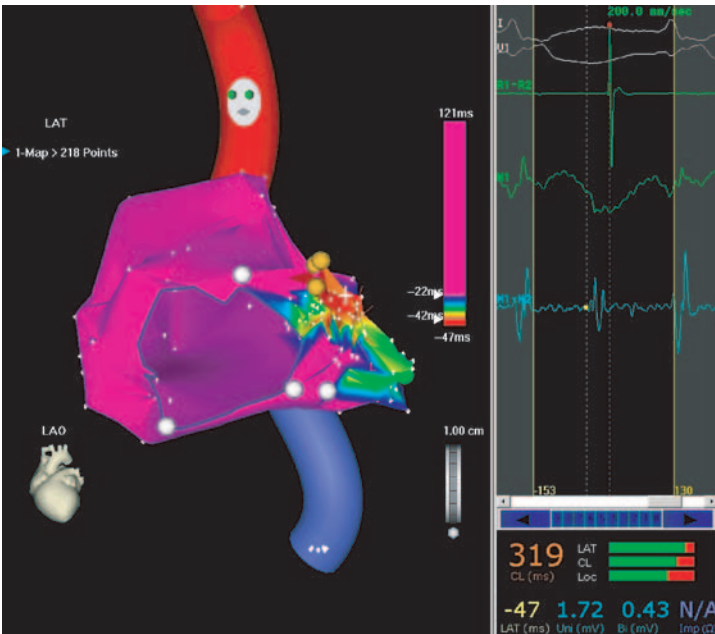 200.0 mm/sec
I
V1
R1-R2
M1
M1-M2
LAT
1-Map > 218 Points
121ms
-22ms
-42ms
-47ms
LAO
1.00 cm
-153
130
319
CL (ms)
LAT
CL
Loc
-47
LAT (ms)
1.72
Uni (mV)
0.43
Bi (mV)
N/A
Imp (Ω